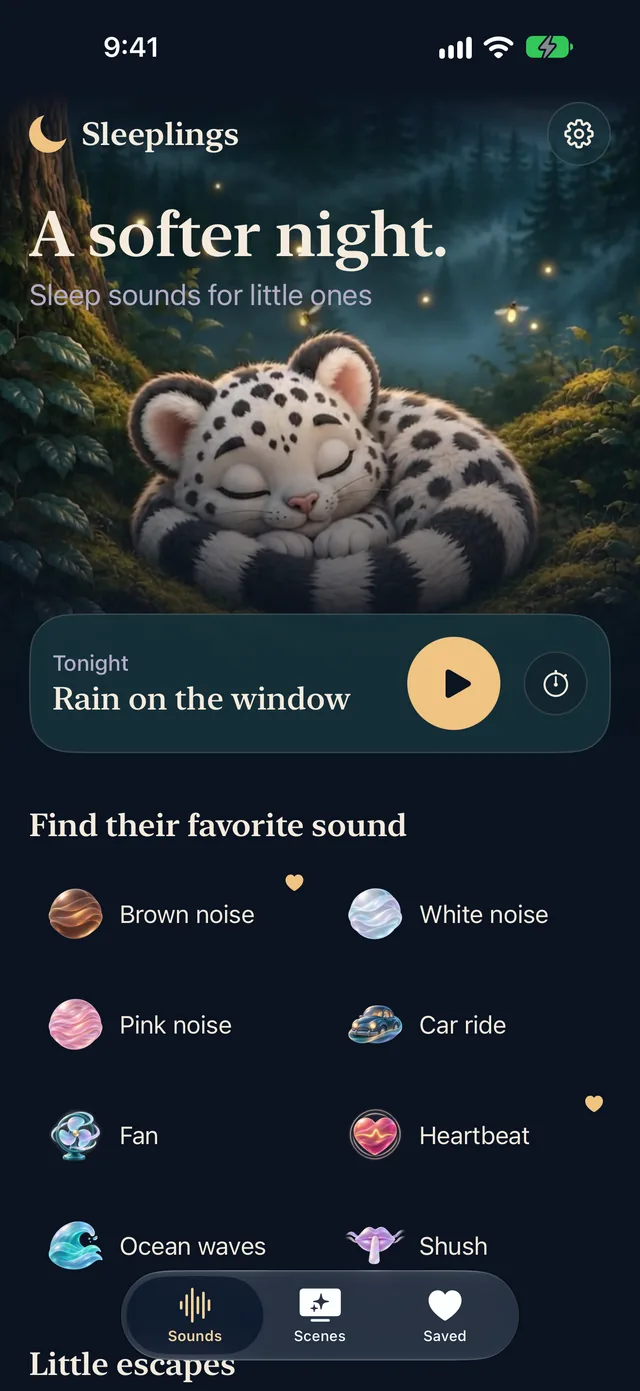 9:41
Sleeplings
A softer night.
Sleep sounds for little ones
Tonight
Rain on the window
Find their favorite sound
Brown noise
White noise
Pink noise
Car ride
Fan
Heartbeat
Ocean waves
Shush
Sounds
Scenes
Saved
Little escapes